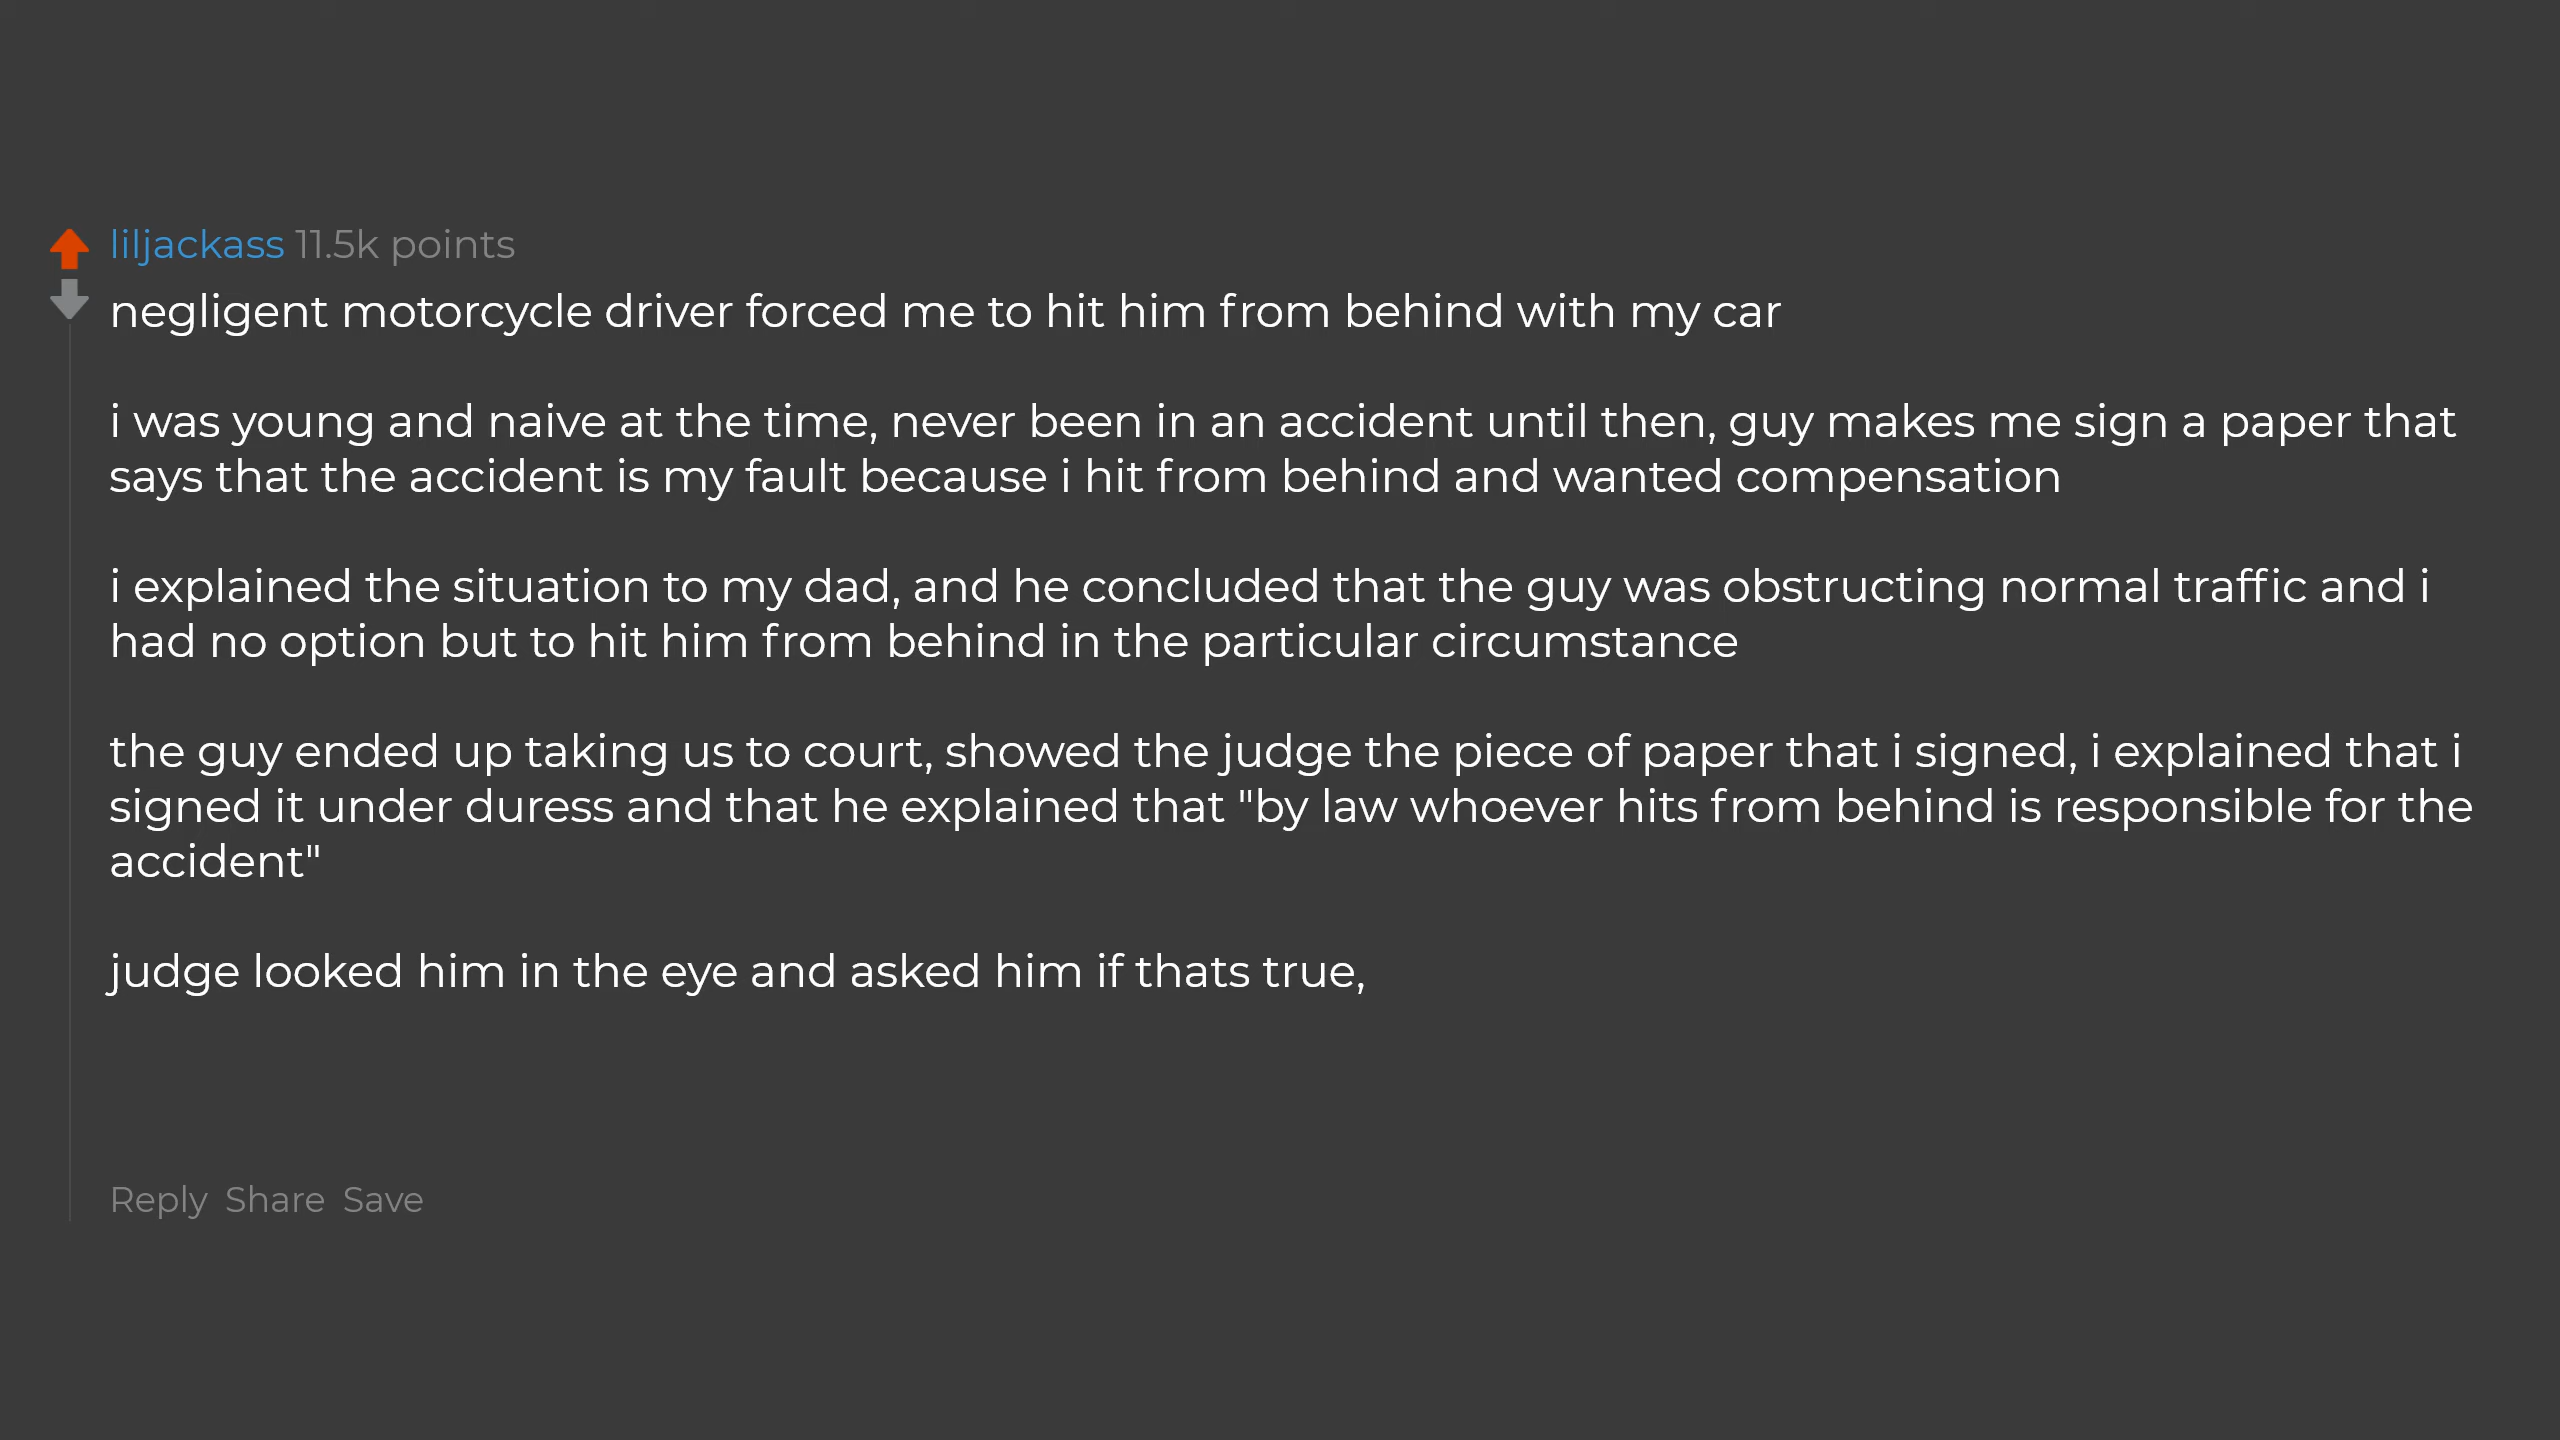 liljackass 11.5k points
negligent motorcycle driver forced me to hit him from behind with my car
i was young and naive at the time, never been in an accident until then, guy makes me sign a paper that
says that the accident is my fault because i hit from behind and wanted compensation
i explained the situation to my dad, and he concluded that the guy was obstructing normal traffic and i
had no option but to hit him from behind in the particular circumstance
the guy ended up taking us to court, showed the judge the piece of paper that i signed, i explained that i
signed it under duress and that he explained that "by law whoever hits from behind is responsible for the
accident"
judge looked him in the eye and asked him if thats true,
Reply Share Save